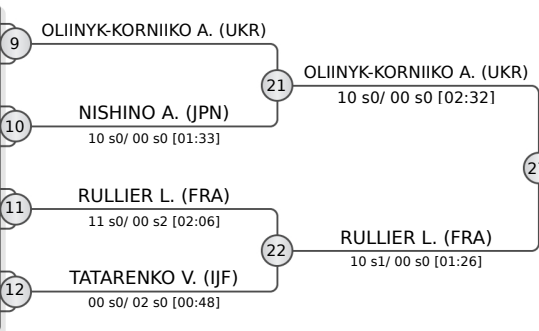 OLIINYK-KORNIIKO A. (UKR)
9
21
OLIINYK-KORNIIKO A. (UKR)
10 s0/ 00 s0 [02:32]
NISHINO A. (JPN)
10
10 s0/ 00 s0 [01:33]
RULLIER L. (FRA)
11
11 s0/ 00 s2 [02:06]
22
RULLIER L. (FRA)
10 s1/ 00 s0 [01:26]
TATARENKO V. (IJF)
12
00 s0/ 02 s0 [00:48]